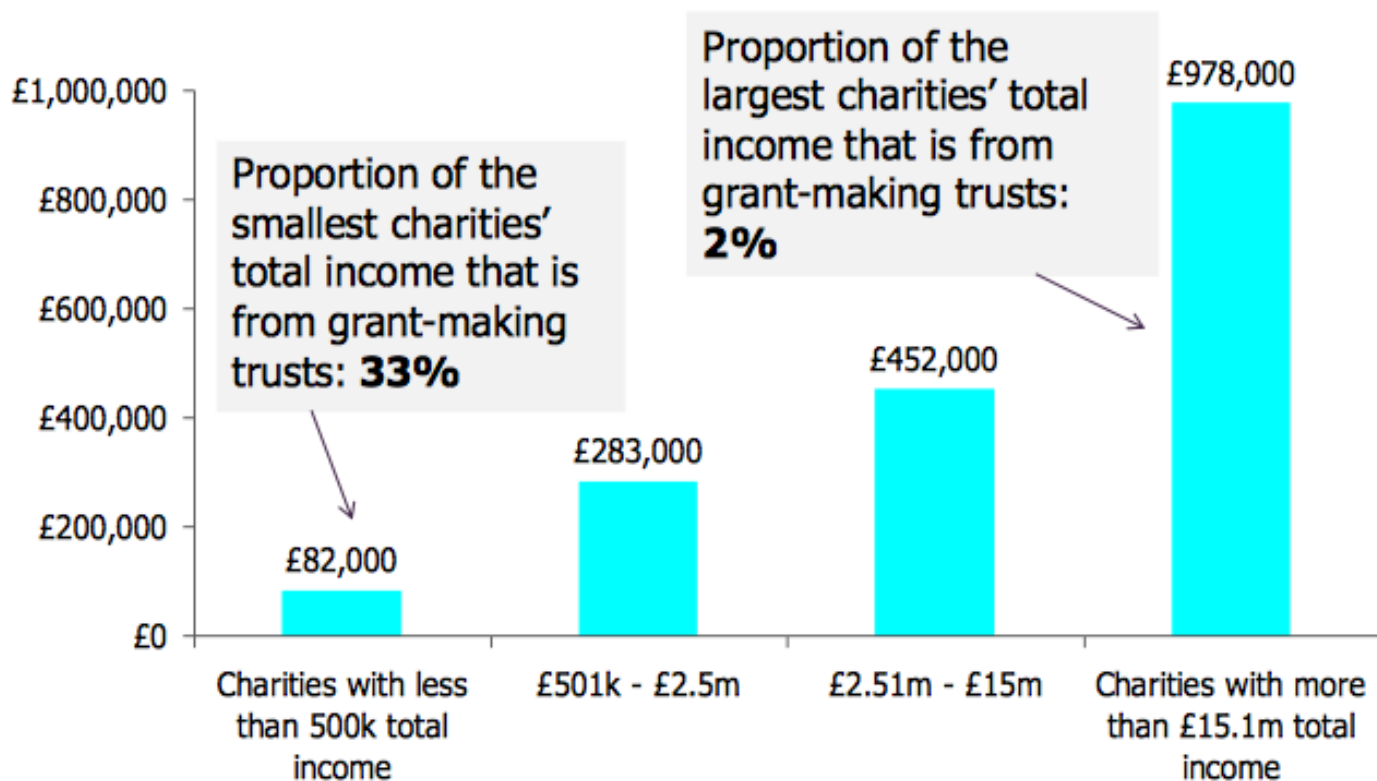 Proportion of the
largest charities’ total
income that is from
grant-making trusts:
2%
£978,000
£1,000,000
Proportion of the
smallest charities’
total income that is
from grant-making
trusts: 33%
£800,000
£600,000
£452,000
£400,000
£283,000
£200,000
£82,000
£0
Charities with less
than 500k total
income
£501k - £2.5m
£2.51m - £15m
Charities with more
than £15.1m total
income